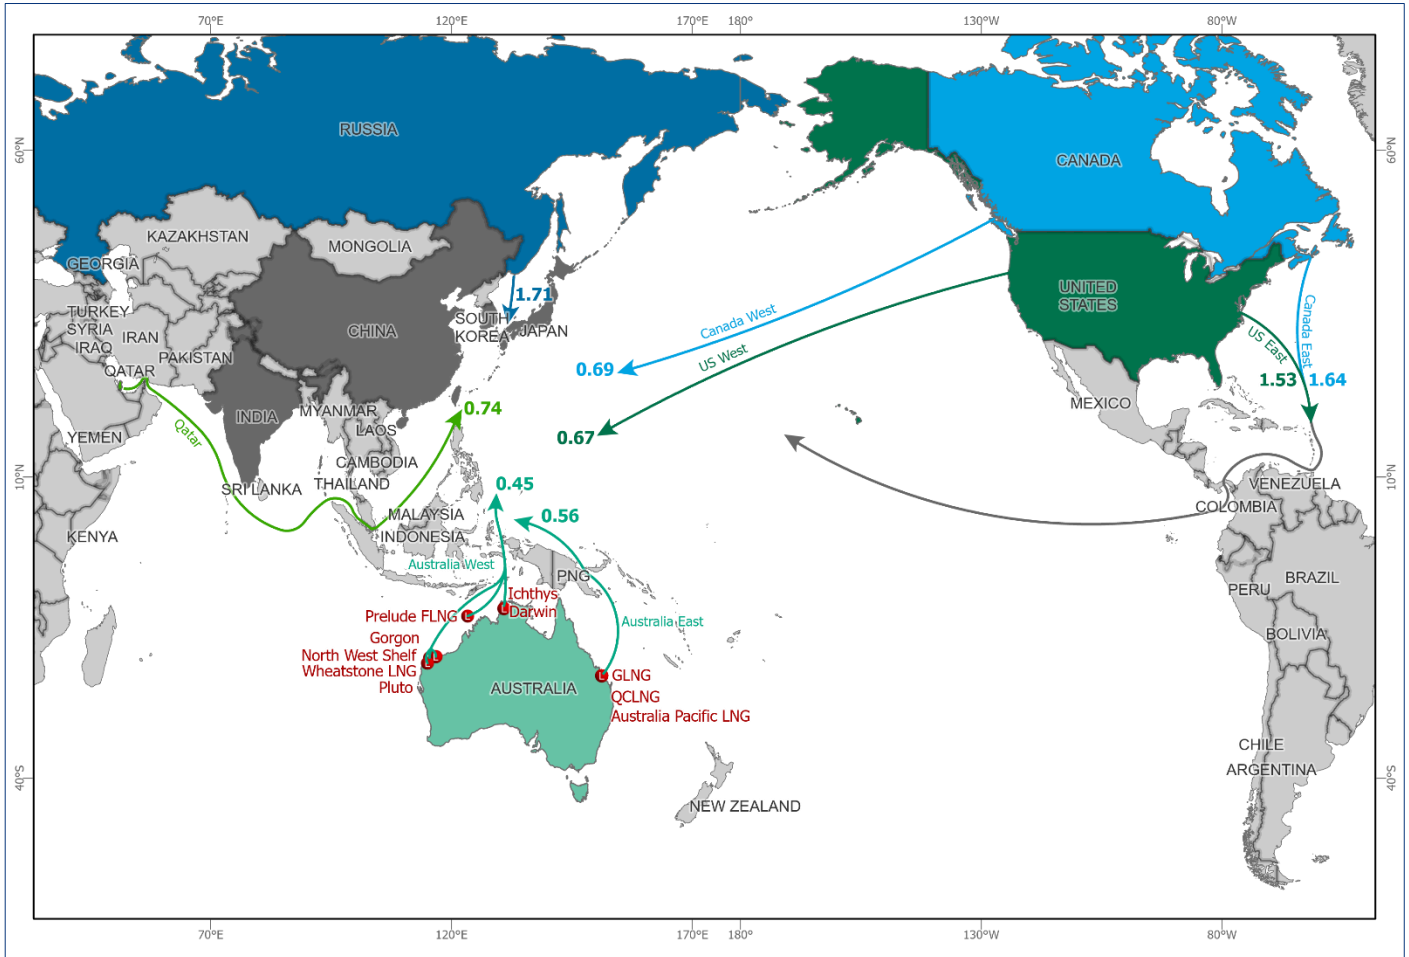 70°E
120°E
170°E
180°
130°W
80°W
60°N
60°N
RUSSIA
CANADA
KAZAKHSTAN
MONGOLIA
GEORGIA
UNITED
STATES
1.71
TURKEY
SYRIA
IRAQ
IRAN
PAKISTAN
QATAR
CHINA
SOUTH
KOREA
JAPAN
Canada West
US West
0.69
0.67
US East
Canada East
1.53
1.64
MEXICO
Qatar
0.74
YEMEN
INDIA
MYANMAR
LAOS
CAMBODIA
THAILAND
SRI LANKA
10°N
10°N
0.45
0.56
VENEZUELA
COLOMBIA
MALAYSIA
INDONESIA
KENYA
Australia West
PNG
PERU
BRAZIL
BOLIVIA
Ichthys
Darwin
L
Prelude FLNG
L
Australia East
Gorgon
North West Shelf
Wheatstone LNG
Pluto
L
L
AUSTRALIA
L
GLNG
QCLNG
Australia Pacific LNG
CHILE
ARGENTINA
40°S
40°S
NEW ZEALAND
70°E
120°E
170°E
180°
130°W
80°W